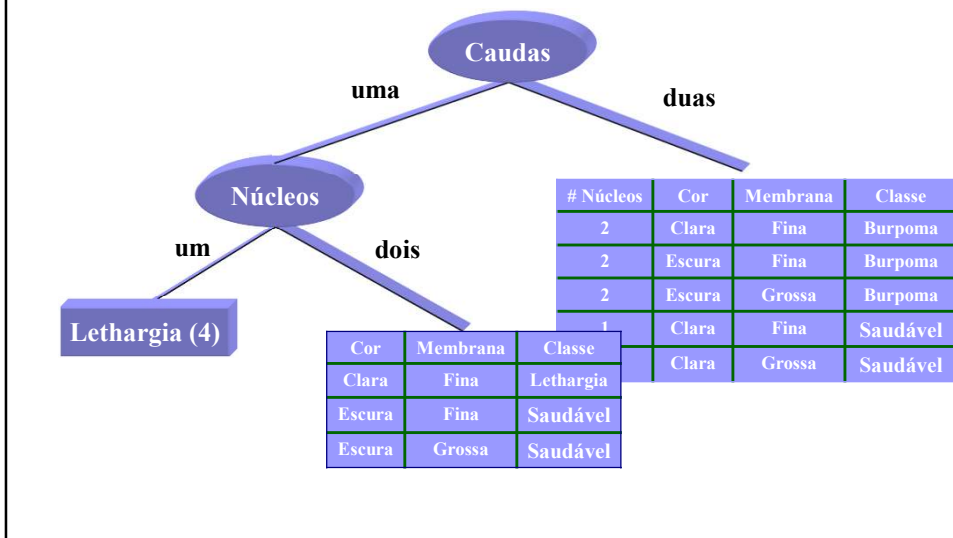 Caudas
uma
duas
Núcleos
um
dois
Lethargia (4)
# Núcleos Cor Membrana Classe
2 Clara Fina Burpoma
2 Escura Fina Burpoma
2 Escura Grossa Burpoma
1 Clara Fina Saudável
Clara Grossa Saudável
Cor Membrana Classe
Clara Fina Lethargia
Escura Fina Saudável
Escura Grossa Saudável